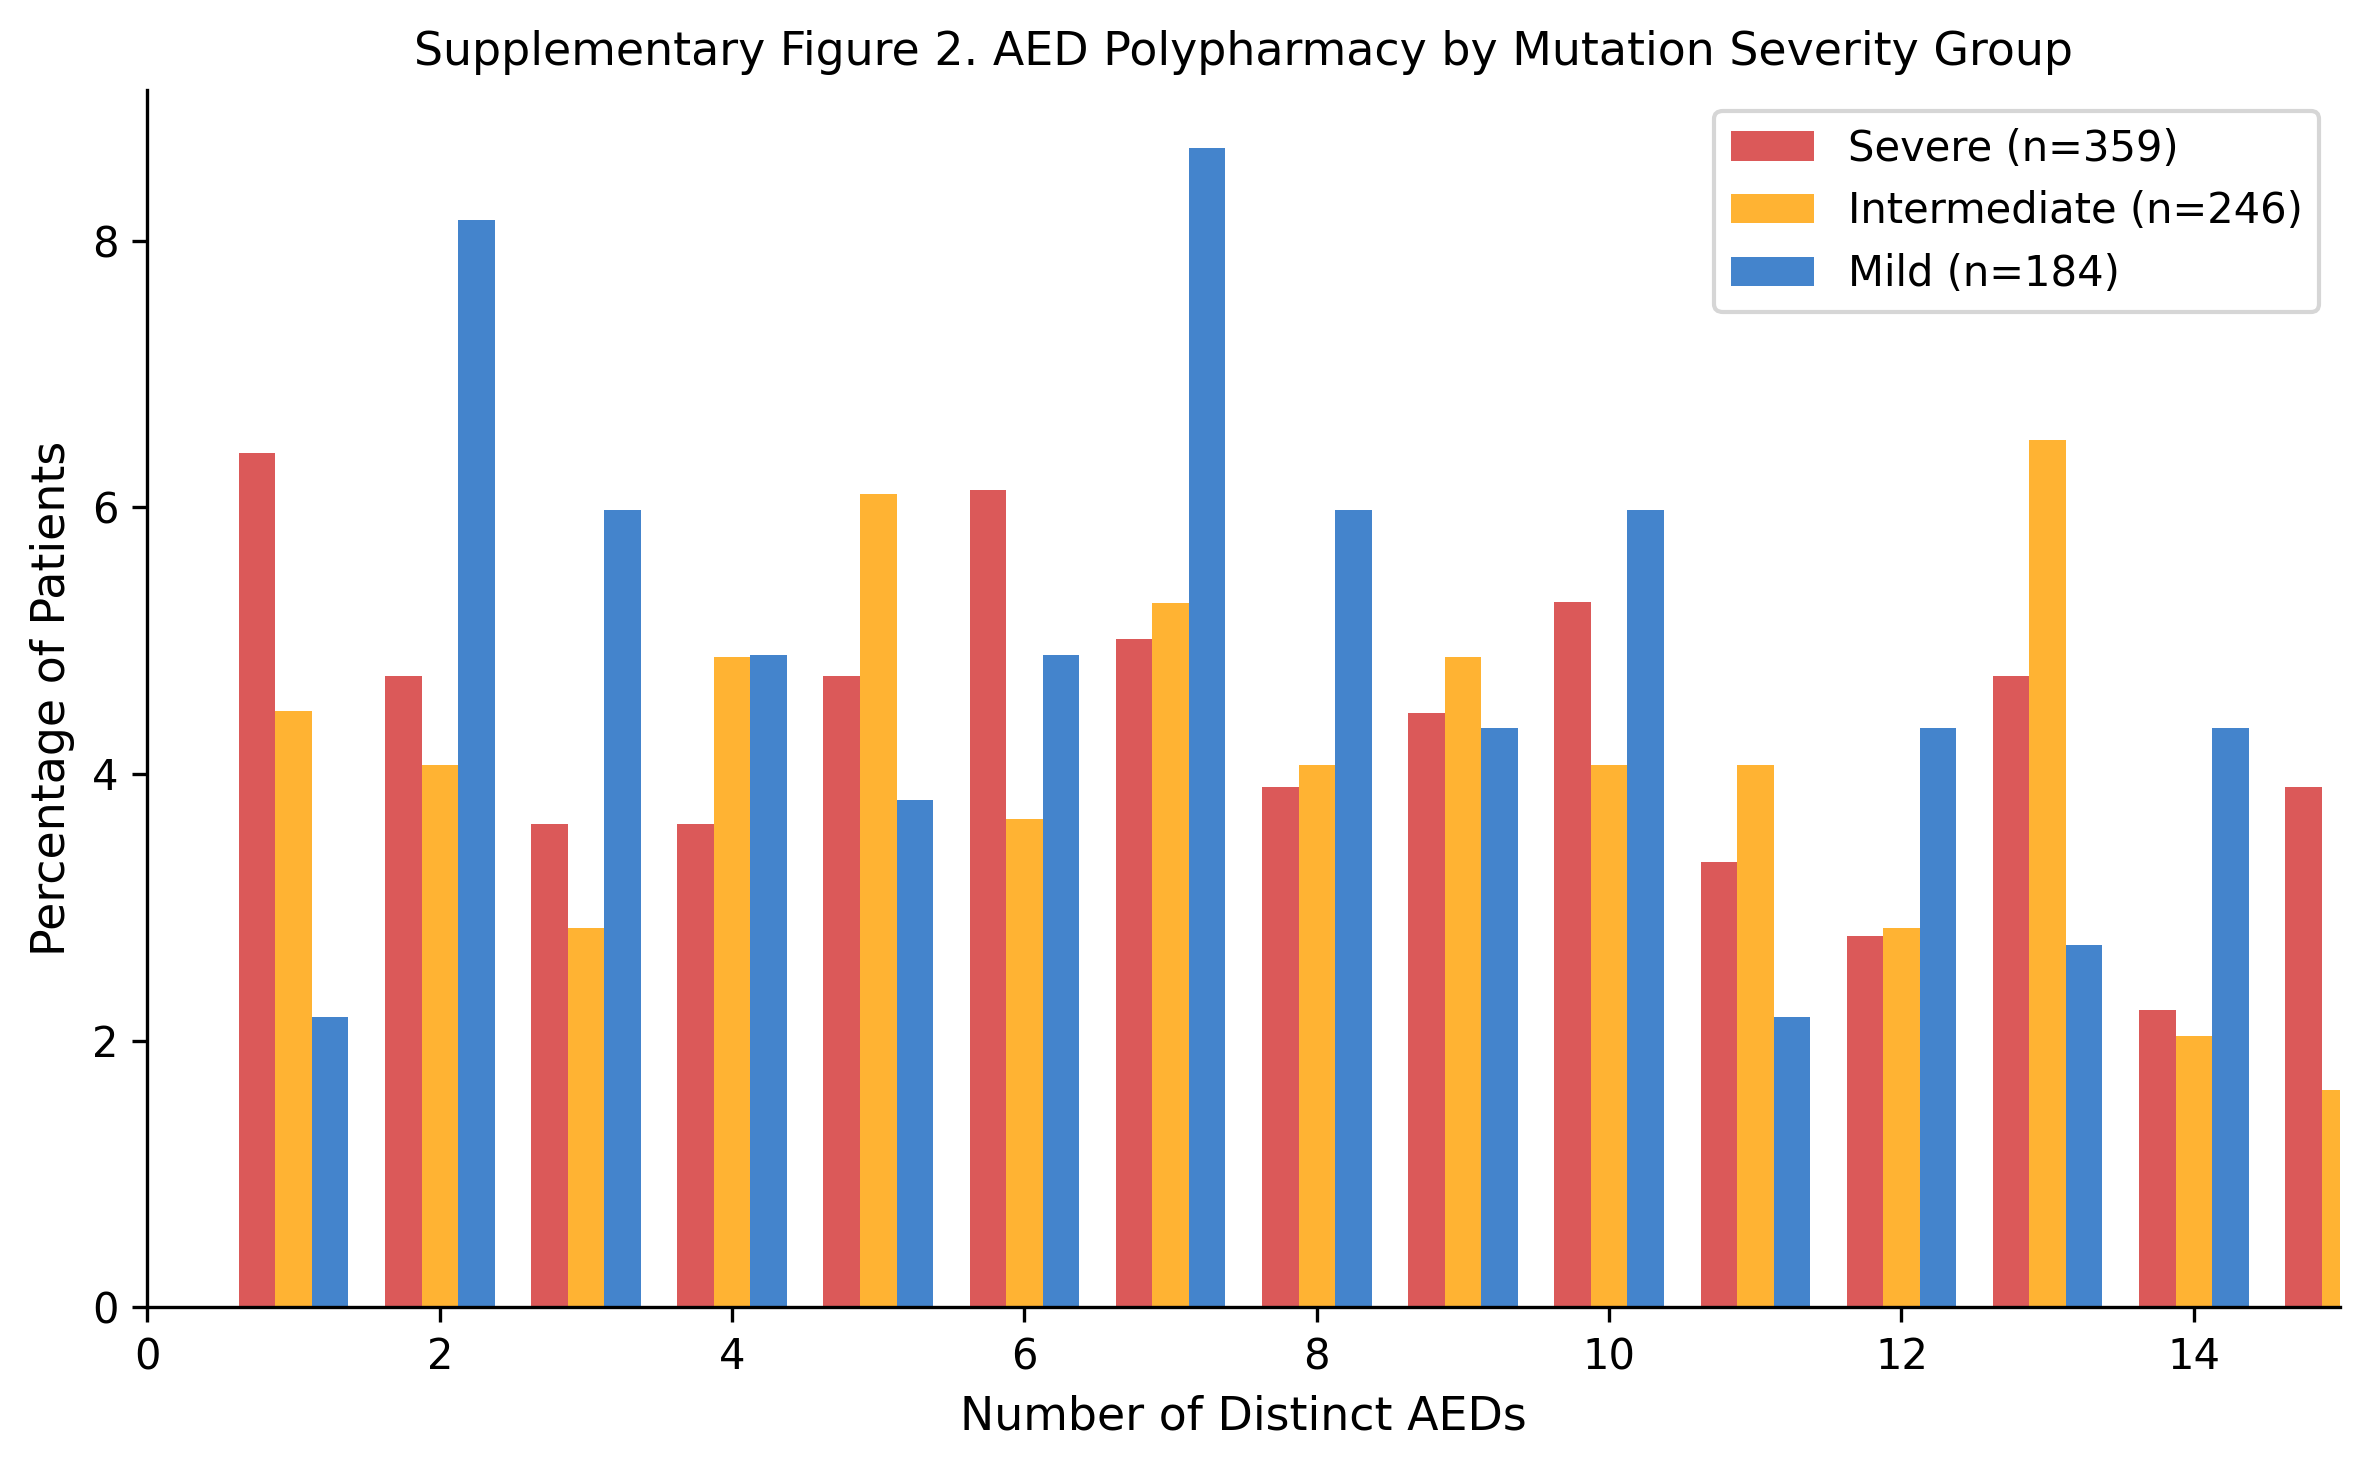 Supplementary Figure 2. AED Polypharmacy by Mutation Severity Group
Severe (n=359)
Intermediate (n=246)
Mild (n=184)
Percentage of Patients
8
6
4
2
0
0 2 4 6 8 10 12 14
Number of Distinct AEDs